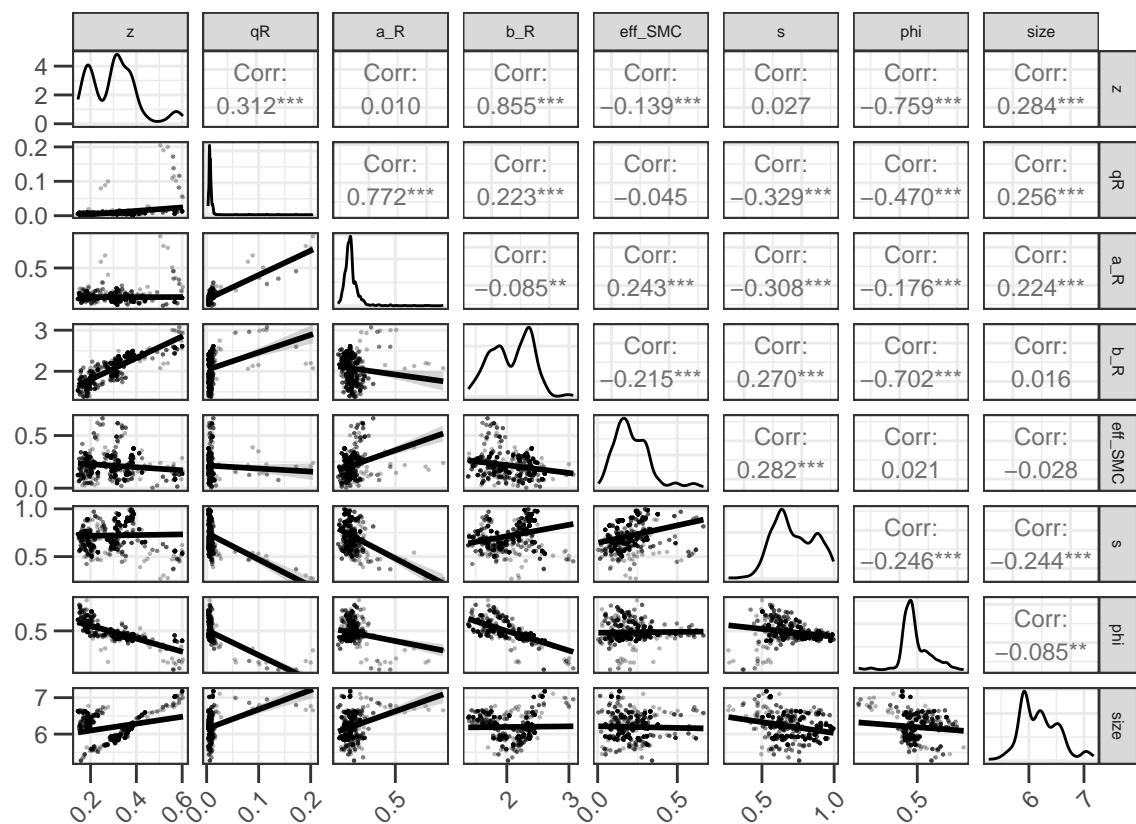 z qR a_R b_R eff_SMC s phi size
4
2
0
Corr: Corr: Corr: Corr: Corr: Corr: Corr:
0.312*** 0.010 0.855*** −0.139*** 0.027 −0.759*** 0.284***
z
0.2
0.1
0.0
Corr: Corr: Corr: Corr: Corr: Corr:
0.772*** 0.223*** −0.045 −0.329*** −0.470*** 0.256***
qR
0.5
Corr: Corr: Corr: Corr: Corr:
−0.085** 0.243*** −0.308*** −0.176*** 0.224***
a_R
3
2
Corr: Corr: Corr: Corr:
−0.215*** 0.270*** −0.702*** 0.016
b_R
0.5
0.0
Corr: Corr: Corr:
0.282*** 0.021 −0.028
eff_SMC
1.0
0.5
Corr: Corr:
−0.246*** −0.244***
s
0.5
Corr:
−0.085**
phi
7
6
size
0.2 0.4 0.6 0.0 0.1 0.2 0.5 2 3 0.0 0.5 0.5 1.0 0.5 6 7